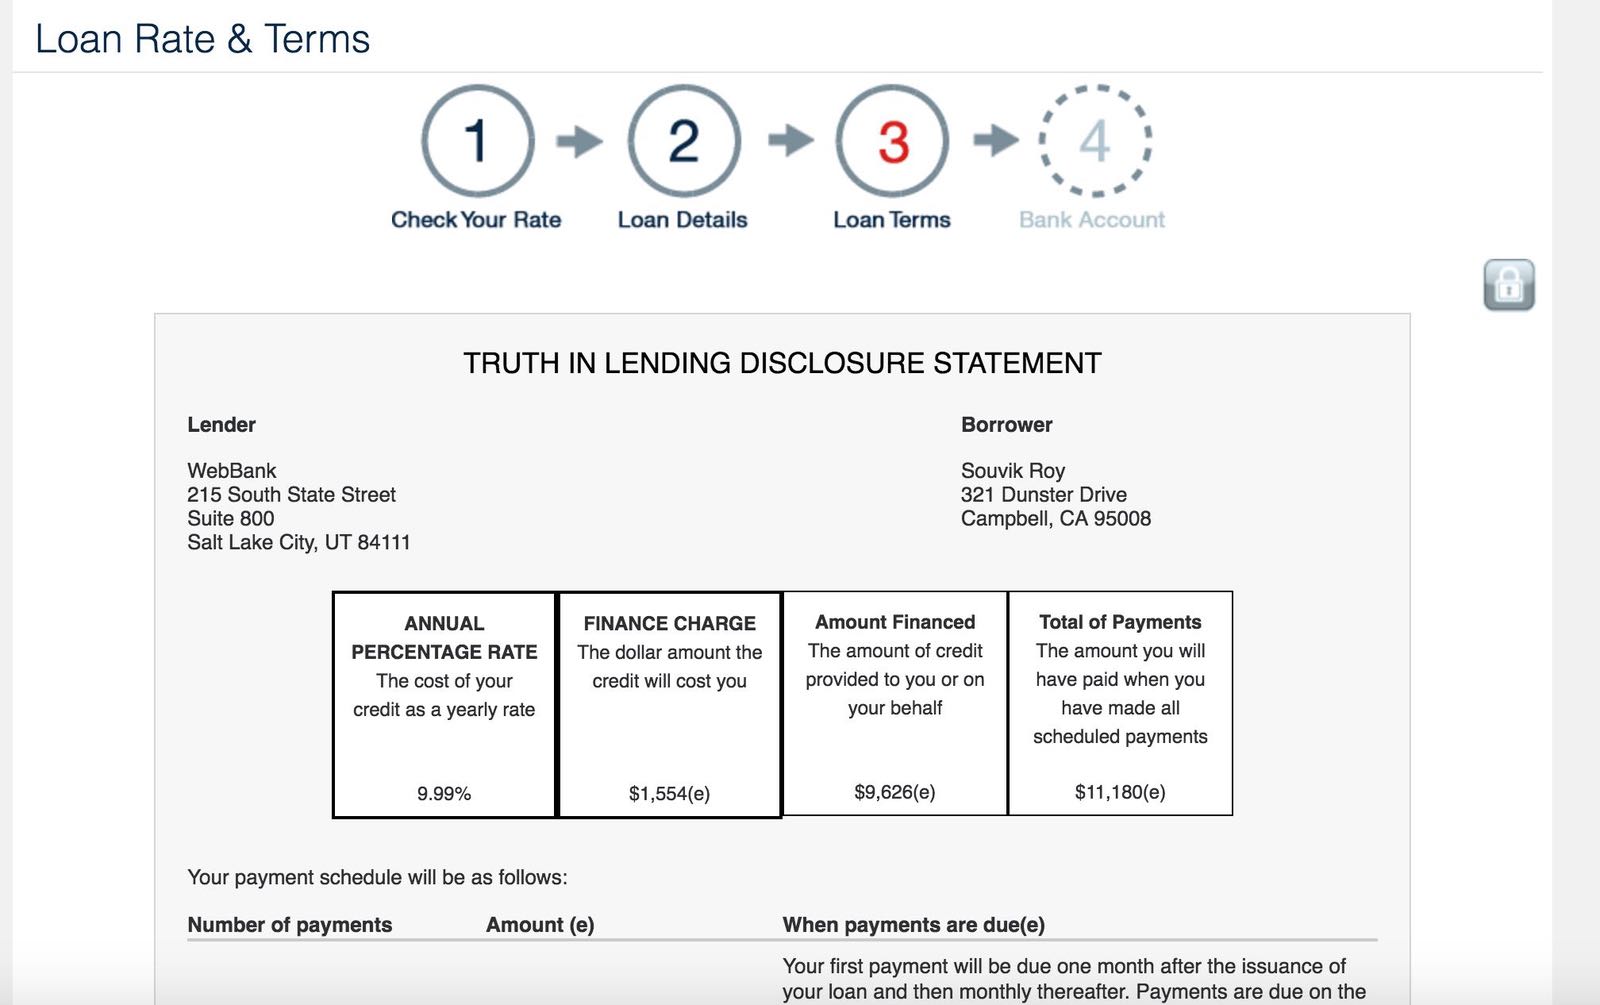 Loan Rate & Terms
1
2
3
4
Check Your Rate
Loan Details
Loan Terms
Bank Account
TRUTH IN LENDING DISCLOSURE STATEMENT
Lender
Borrower
WebBank
215 South State Street
Suite 800
Salt Lake City, UT 84111
Souvik Roy
321 Dunster Drive
Campbell, CA 95008
ANNUAL
PERCENTAGE RATE
The cost of your
credit as a yearly rate
9.99%
FINANCE CHARGE
The dollar amount the
credit will cost you
$1,554(e)
Amount Financed
The amount of credit
provided to you or on
your behalf
$9,626(e)
Total of Payments
The amount you will
have paid when you
have made all
scheduled payments
$11,180(e)
Your payment schedule will be as follows:
Number of payments
Amount (e)
When payments are due(e)
Your first payment will be due one month after the issuance of
your loan and then monthly thereafter. Payments are due on the